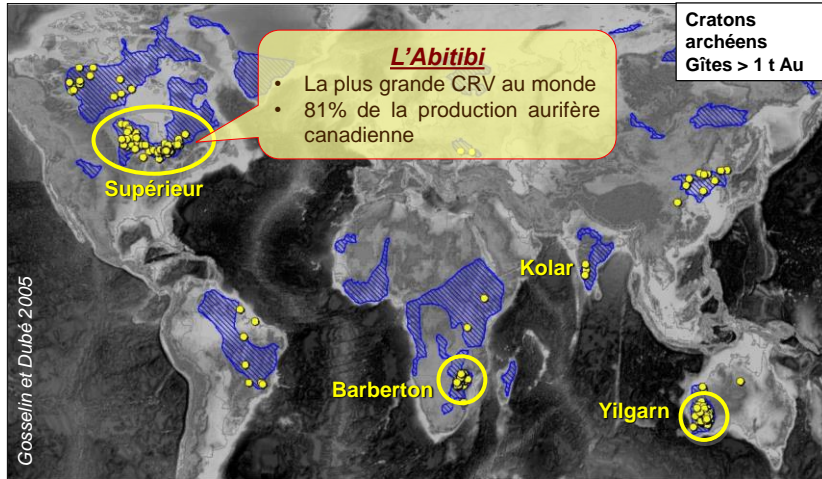 Cratons
archéens
Gîtes > 1 t Au
L'Abitibi
• La plus grande CRV au monde
• 81% de la production aurifère
canadienne
Supérieur
Kolar
Barberton
Yilgarn
Gosselin et Dubé 2005